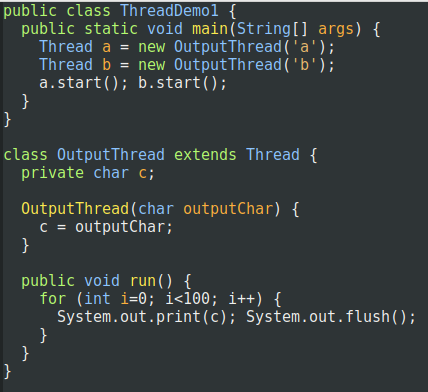 public class ThreadDemo1 {
  public static void main(String[] args) {
    Thread a = new OutputThread('a');
    Thread b = new OutputThread('b');
    a.start(); b.start();
  }
}

class OutputThread extends Thread {
  private char c;

  OutputThread(char outputChar) {
    c = outputChar;
  }

  public void run() {
    for (int i=0; i<100; i++) {
      System.out.print(c); System.out.flush();
    }
  }
}